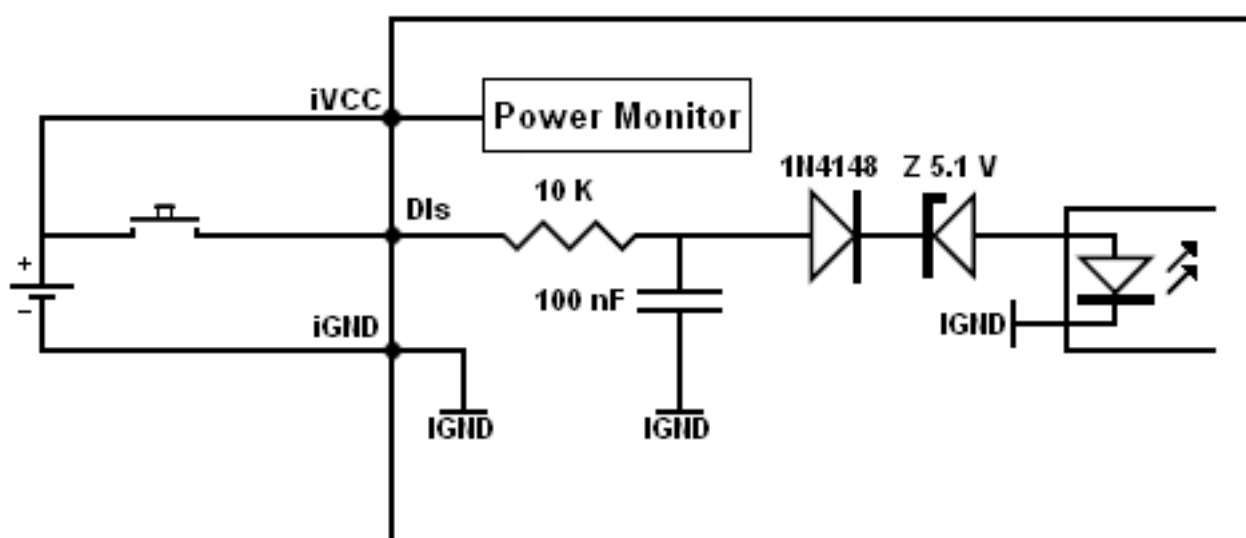 iVCC
Power Monitor
1N4148
Z 5.1 V
10 K
DIs
+
100 nF
–
iGND
IGND
IGND
IGND